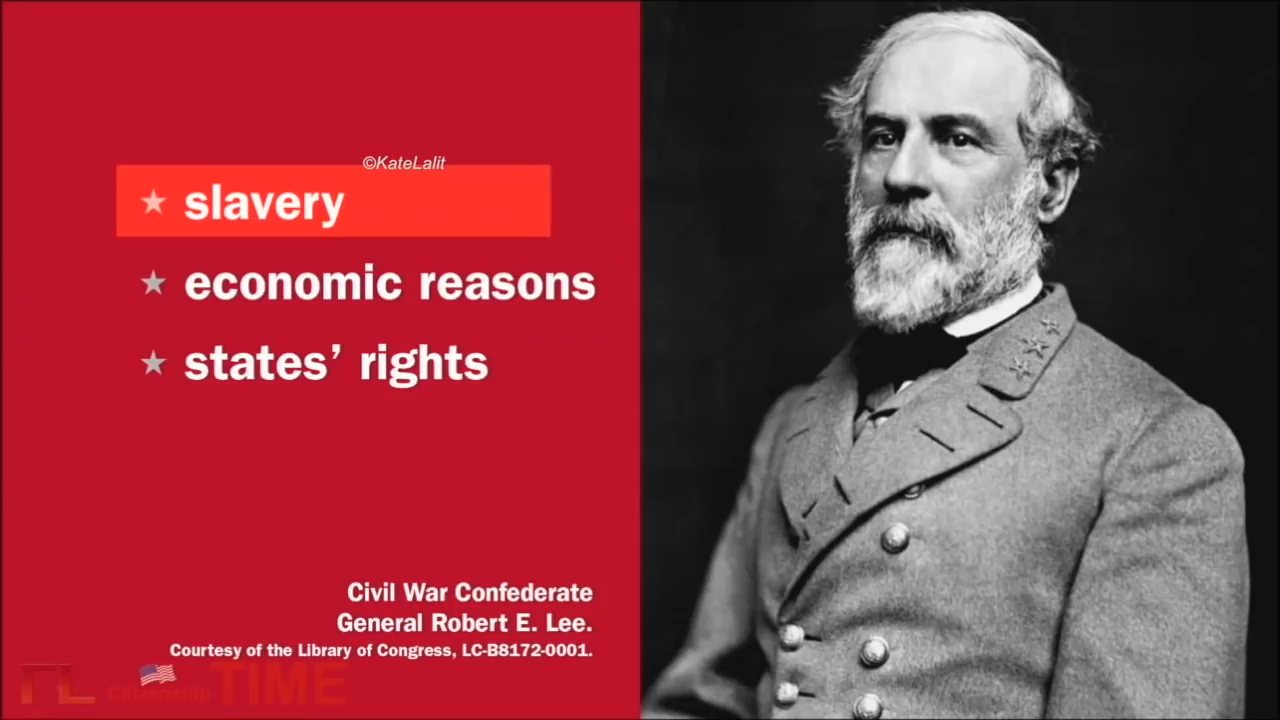 ©KateLalit
slavery
economic reasons
states’ rights
Civil War Confederate
General Robert E. Lee.
Courtesy of the Library of Congress, LC-B8172-0001.
Citizenship TIME